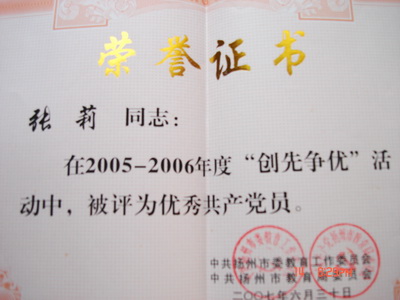 荣誉证书
张莉 同志：
在2005-2006年度“创先争优”活
动中，被评为优秀共产党员。
中共扬州市委教育工作委员会
中共扬州市教育局委员会
二〇〇七年六月三十日